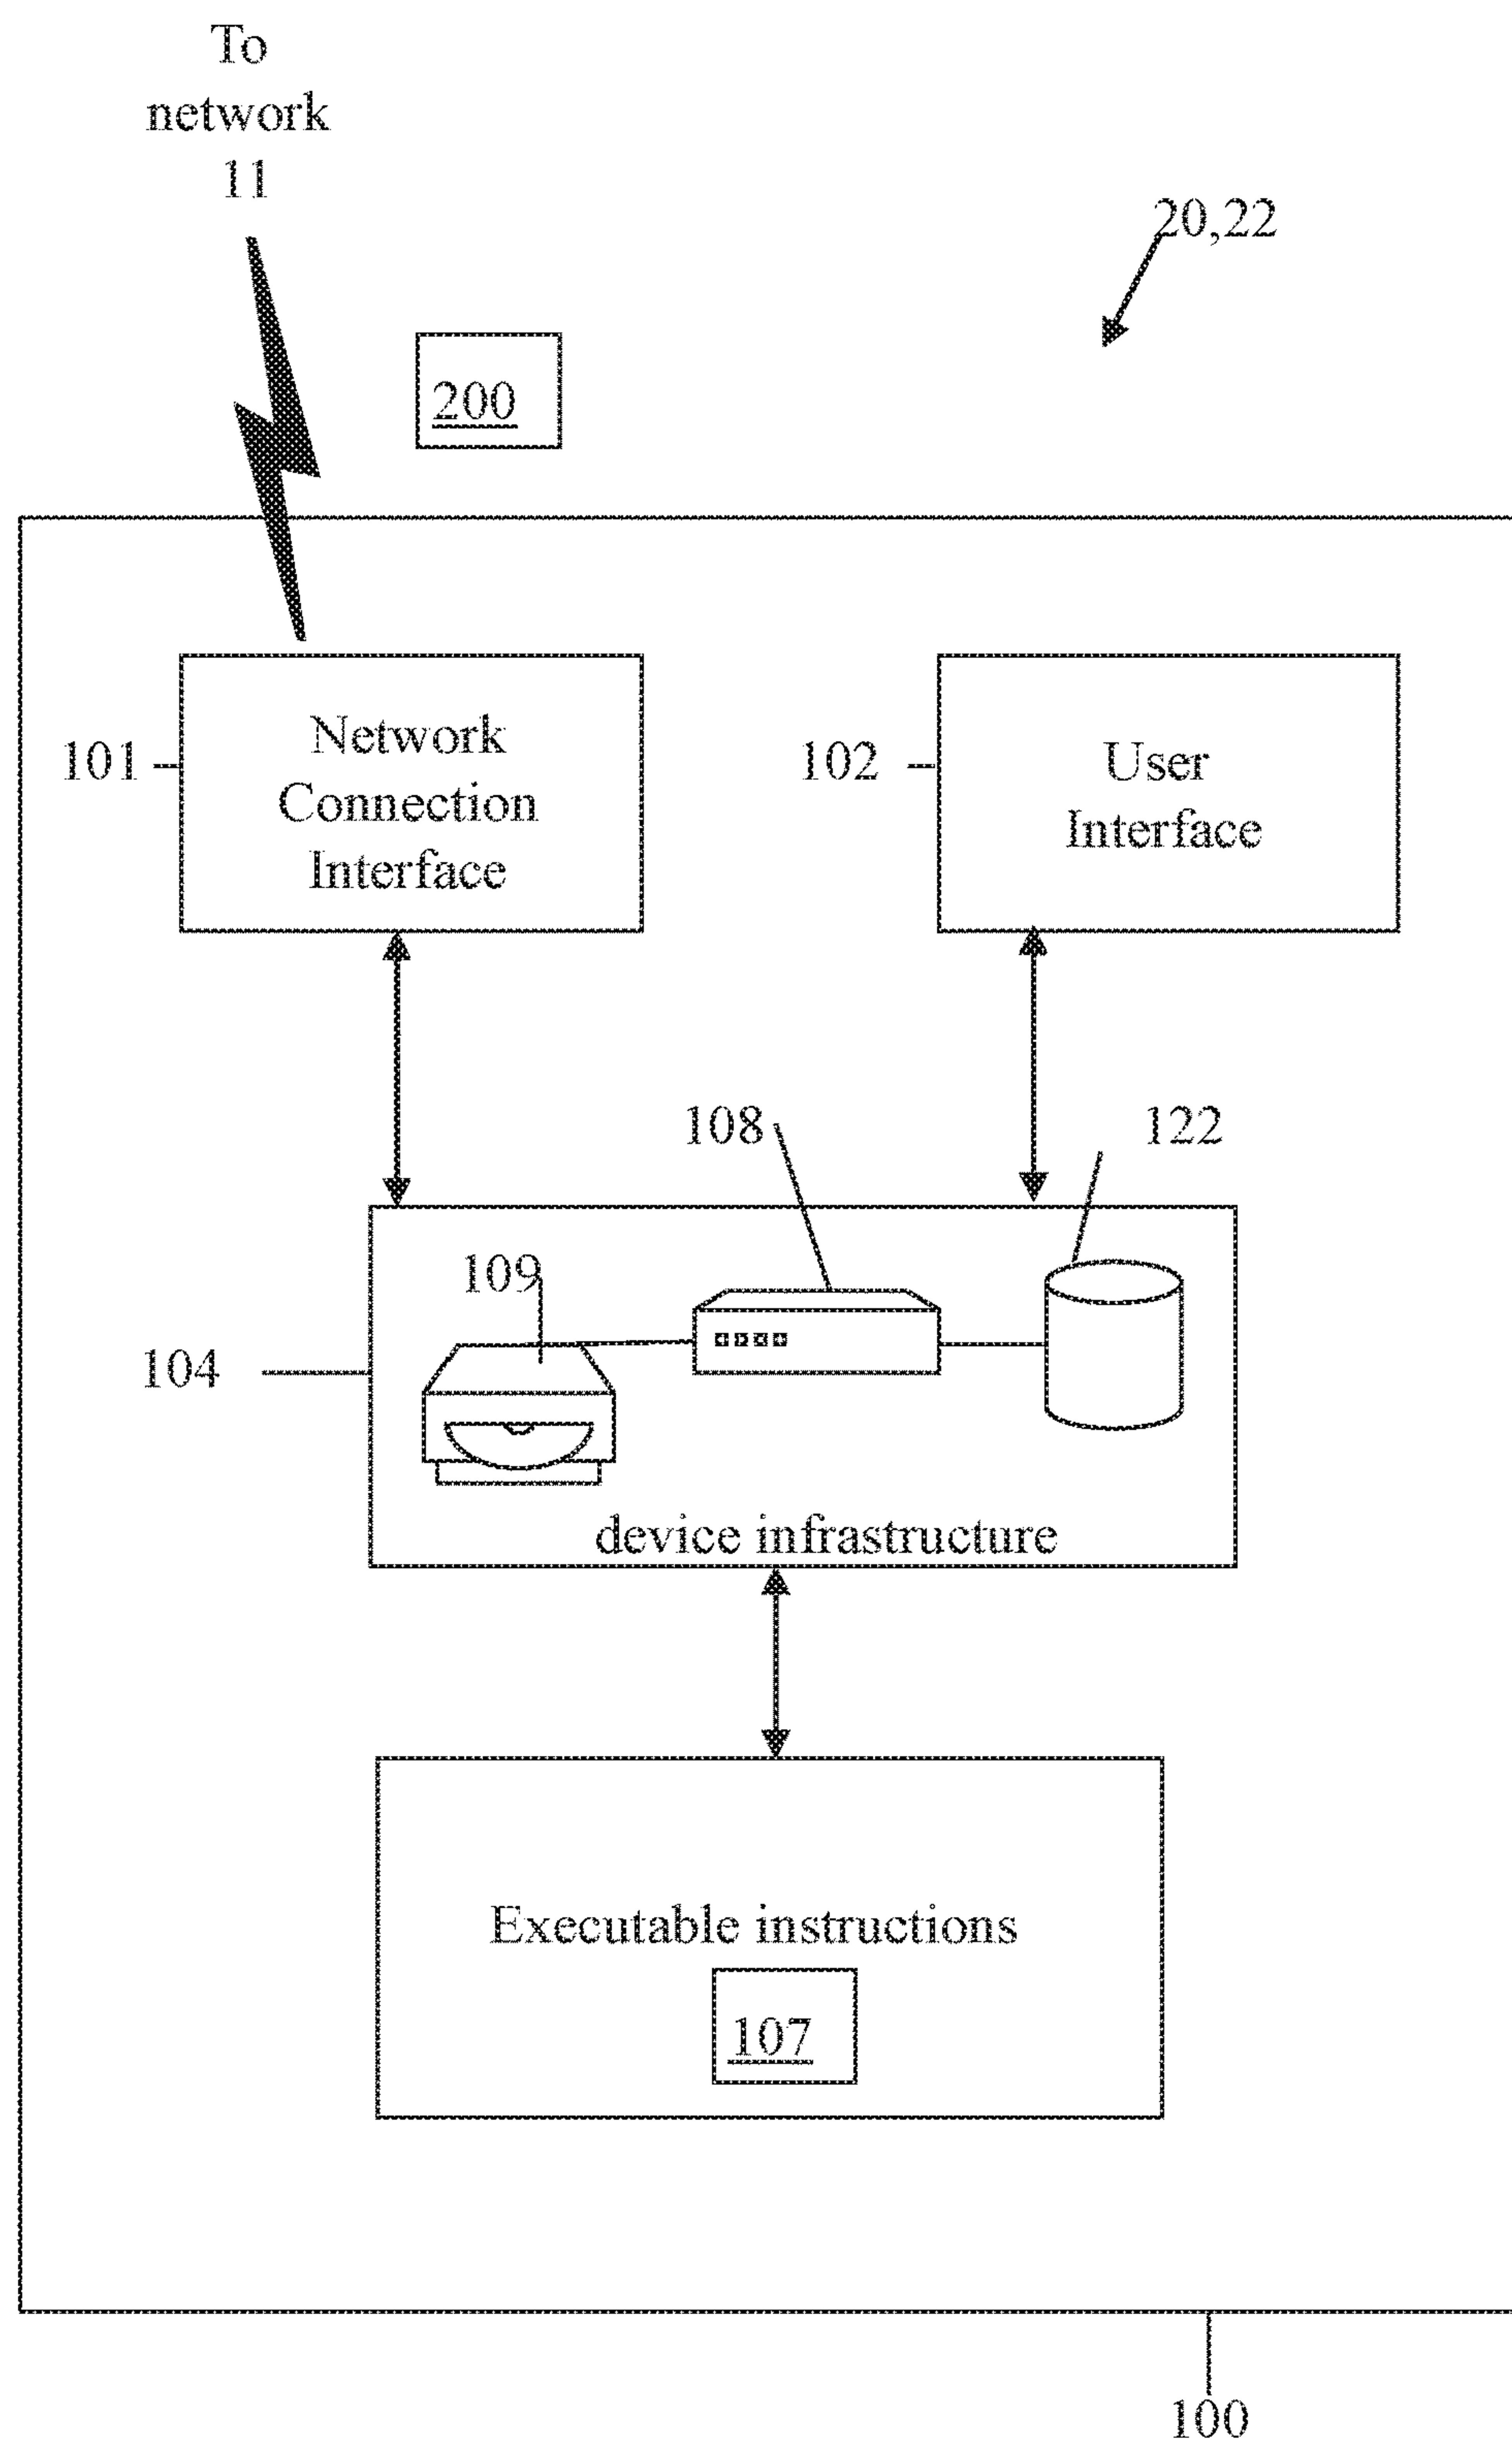 To
network
11
20,22
200
101
Network
Connection
Interface
102
User
Interface
108
122
109
104
device infrastructure
Executable instructions
107
100